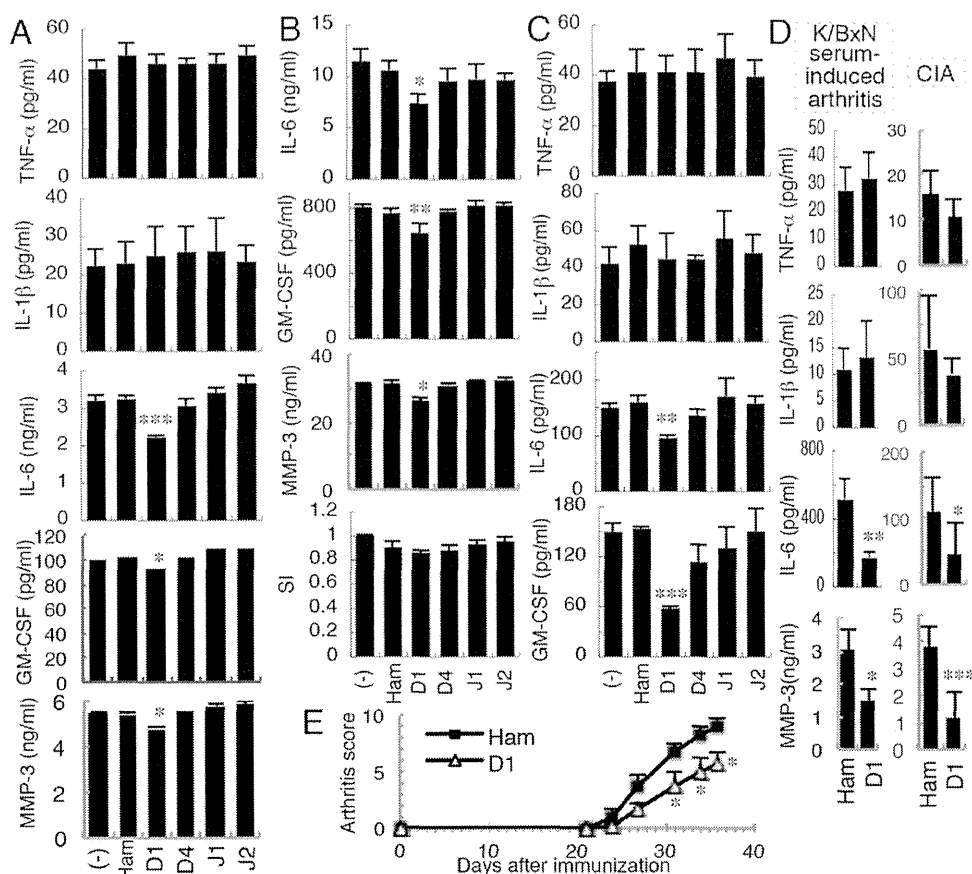 A
TNF-α (pg/ml)
60
40
20
0
IL-1β (pg/ml)
40
30
20
10
0
IL-6 (ng/ml)
4
3
2
1
0
***
GM-CSF (pg/ml)
120
100
80
60
40
20
0
*
MMP-3 (ng/ml)
6
4
2
0
*
(-) Ham D1 D4 J1 J2
B
IL-6 (ng/ml)
15
10
5
0
*
GM-CSF (pg/ml)
800
400
0
**
MMP-3 (ng/ml)
40
20
0
*
SI
1.2
1
0.8
0.6
0.4
0.2
0
(-) Ham D1 D4 J1 J2
C
TNF-α (pg/ml)
60
40
20
0
IL-1β (pg/ml)
80
60
40
20
0
IL-6 (pg/ml)
200
150
100
50
0
**
GM-CSF (pg/ml)
180
120
60
0
***
(-) Ham D1 D4 J1 J2
D
K/BxN
serum-
induced
arthritis
CIA
TNF-α (pg/ml)
50
40
30
20
10
0
30
20
10
0
IL-1β (pg/ml)
25
20
15
10
5
0
100
50
0
IL-6 (pg/ml)
800
400
0
**
200
100
0
*
MMP-3(ng/ml)
4
3
2
1
0
*
5
4
3
2
1
0
***
Ham D1
Ham D1
E
Arthritis score
10
5
0
Ham
D1
* * *
0 10 20 30 40
Days after immunization